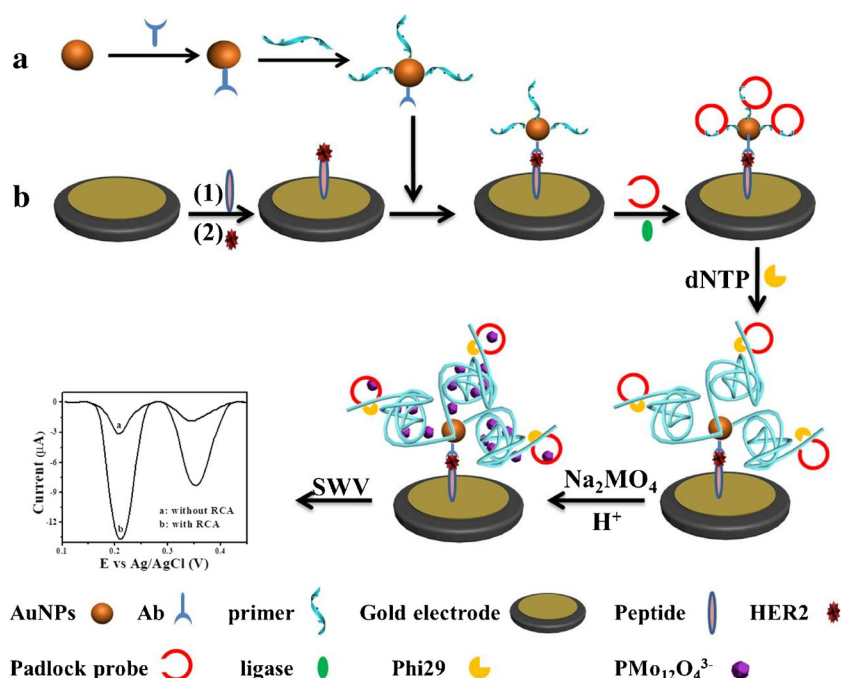 a
b
(1)
(2)
dNTP
Na₂MO₄
H⁺
SWV
Current (μA)
0
-3
-6
-9
-12
a
b
a: without RCA
b: with RCA
0.1 0.2 0.3 0.4
E vs Ag/AgCl (V)
AuNPs Ab primer Gold electrode Peptide HER2
Padlock probe ligase Phi29 PMo₁₂O₄³⁻